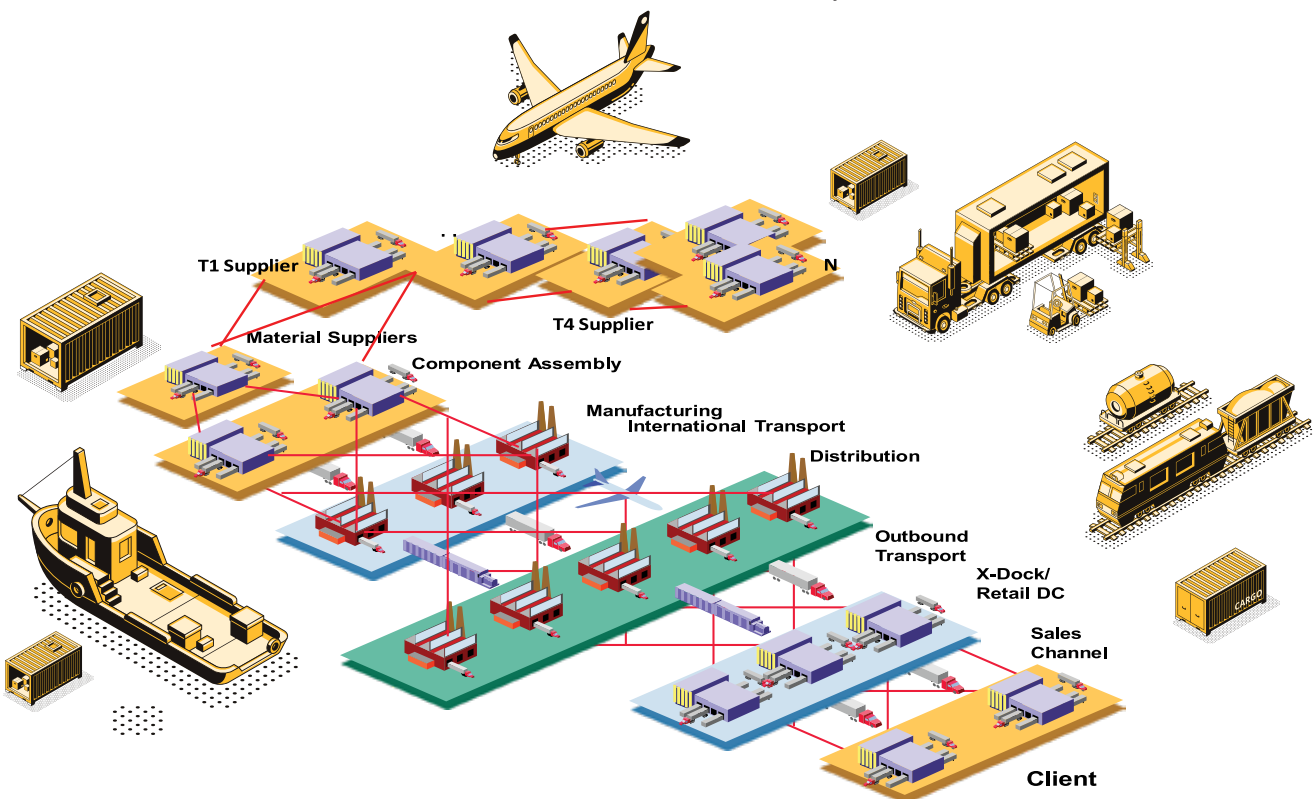 ..
T1 Supplier
N
T4 Supplier
Material Suppliers
Component Assembly
Manufacturing
International Transport
Distribution
Outbound
Transport
X-Dock/
Retail DC
CARGO
Sales
Channel
Client